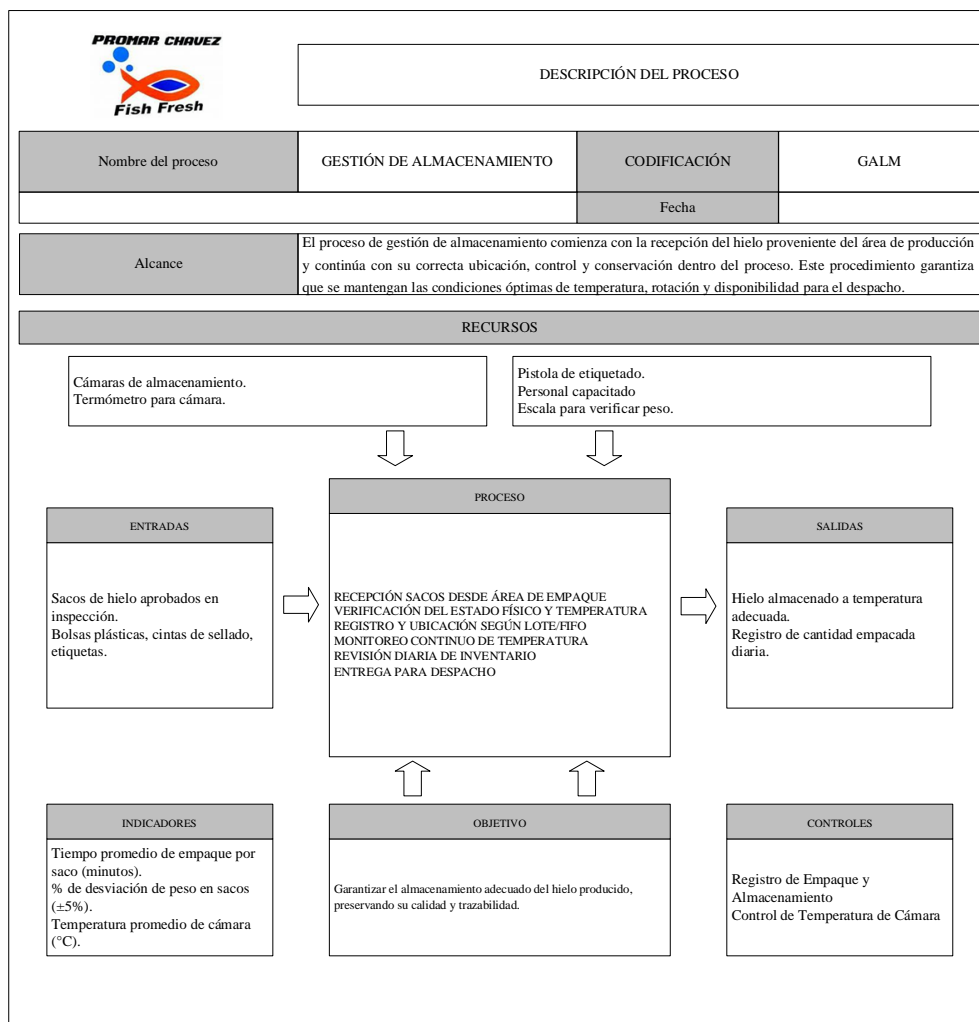 PROMAR CHAVEZ
Fish Fresh
DESCRIPCIÓN DEL PROCESO
Nombre del proceso
GESTIÓN DE ALMACENAMIENTO
CODIFICACIÓN
GALM
Fecha
Alcance
El proceso de gestión de almacenamiento comienza con la recepción del hielo proveniente del área de producción
y continúa con su correcta ubicación, control y conservación dentro del proceso. Este procedimiento garantiza
que se mantengan las condiciones óptimas de temperatura, rotación y disponibilidad para el despacho.
RECURSOS
Cámaras de almacenamiento.
Termómetro para cámara.
Pistola de etiquetado.
Personal capacitado
Escala para verificar peso.
ENTRADAS
Sacos de hielo aprobados en
inspección.
Bolsas plásticas, cintas de sellado,
etiquetas.
PROCESO
RECEPCIÓN SACOS DESDE ÁREA DE EMPAQUE
VERIFICACIÓN DEL ESTADO FÍSICO Y TEMPERATURA
REGISTRO Y UBICACIÓN SEGÚN LOTE/FIFO
MONITOREO CONTINUO DE TEMPERATURA
REVISIÓN DIARIA DE INVENTARIO
ENTREGA PARA DESPACHO
SALIDAS
Hielo almacenado a temperatura
adecuada.
Registro de cantidad empacada
diaria.
INDICADORES
Tiempo promedio de empaque por
saco (minutos).
% de desviación de peso en sacos
(±5%).
Temperatura promedio de cámara
(°C).
OBJETIVO
Garantizar el almacenamiento adecuado del hielo producido,
preservando su calidad y trazabilidad.
CONTROLES
Registro de Empaque y
Almacenamiento
Control de Temperatura de Cámara